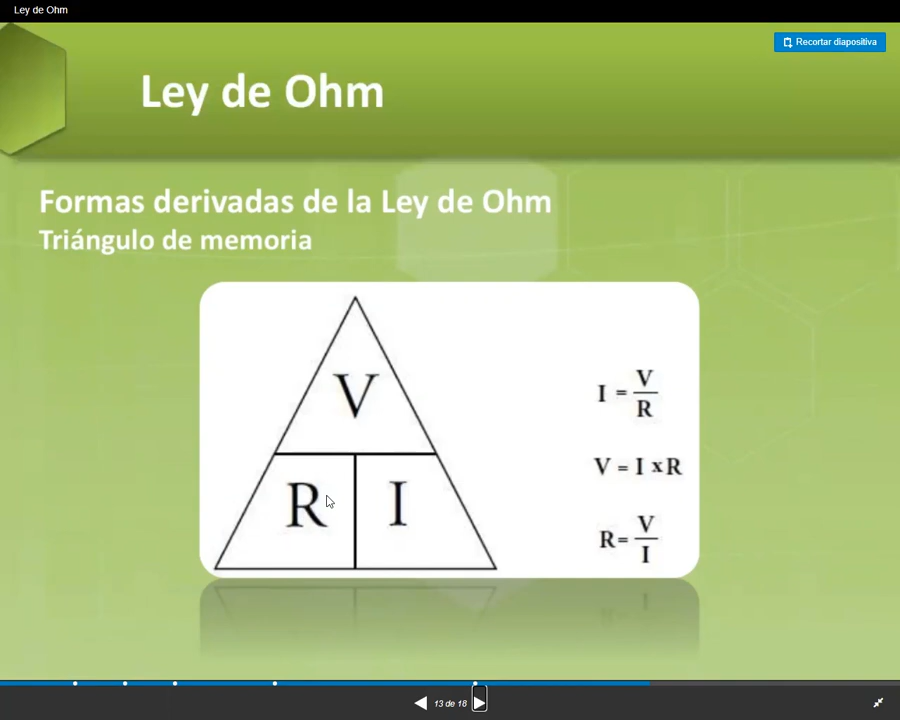 Ley de Ohm
Recortar diapositiva
Ley de Ohm
Formas derivadas de la Ley de Ohm
Triángulo de memoria
V
R I
I = V/R
V = I x R
R = V/I
13 de 18